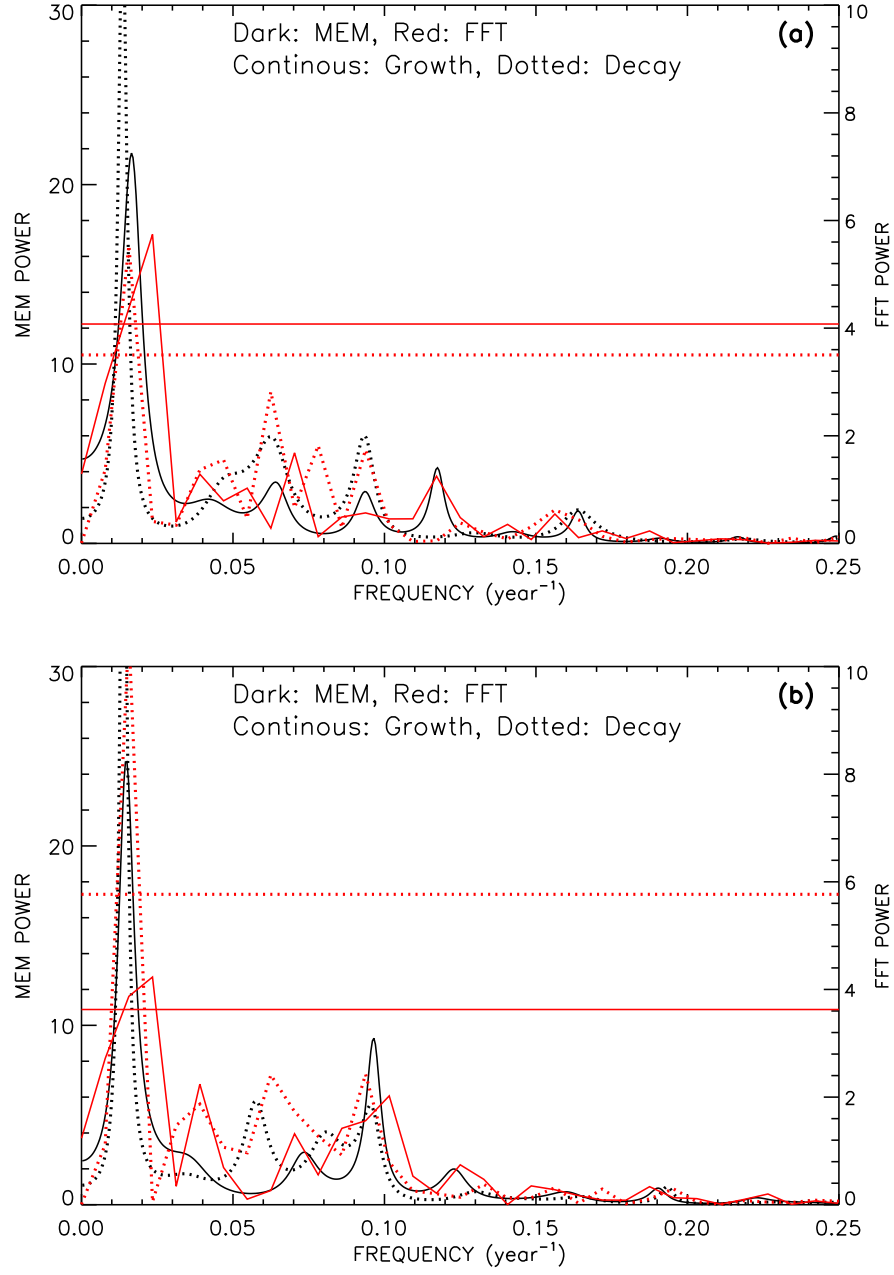 Dark: MEM, Red: FFT (a)
Continous: Growth, Dotted: Decay
30
20
10
0
MEM POWER
10
8
6
4
2
0
FFT POWER
0.00 0.05 0.10 0.15 0.20 0.25
FREQUENCY (year⁻¹)
Dark: MEM, Red: FFT (b)
Continous: Growth, Dotted: Decay
30
20
10
0
MEM POWER
10
8
6
4
2
0
FFT POWER
0.00 0.05 0.10 0.15 0.20 0.25
FREQUENCY (year⁻¹)